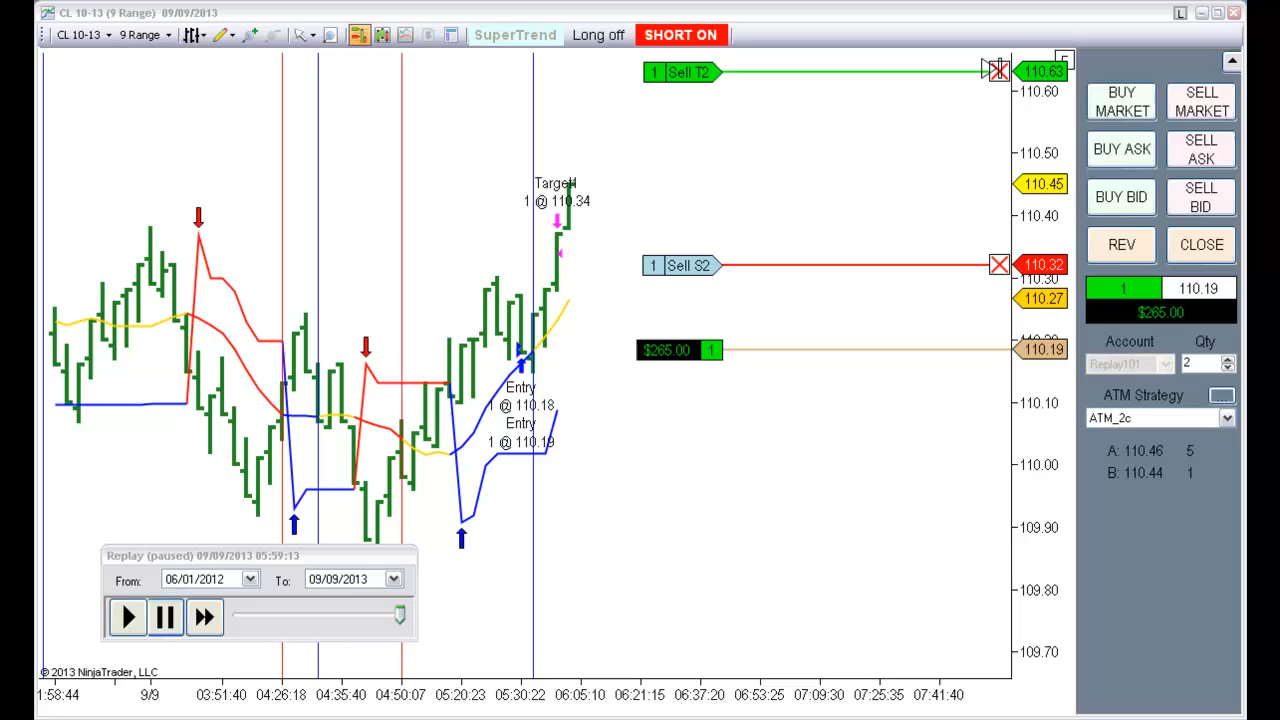 CL 10-13 (9 Range)  09/09/2013
L
CL 10-13 9 Range SuperTrend Long off SHORT ON
F
1 Sell T2
110.63
110.60
110.50
110.45
110.40
1 Sell S2
110.32
110.30
110.27
$265.00 1
110.19
110.10
110.00
109.90
109.80
109.70
Target1
1 @ 110.34
Entry
1 @ 110.18
Entry
1 @ 110.19
BUY MARKET
SELL MARKET
BUY ASK
SELL ASK
BUY BID
SELL BID
REV
CLOSE
1 110.19
$265.00
Account Qty
Replay101 2
ATM Strategy
ATM_2c
A: 110.46 5
B: 110.44 1
Replay (paused) 09/09/2013 05:59:13
From: 06/01/2012 To: 09/09/2013
© 2013 NinjaTrader, LLC
1:58:44 9/9 03:51:40 04:26:18 04:35:40 04:50:07 05:20:23 05:30:22 06:05:10 06:21:15 06:37:20 06:53:25 07:09:30 07:25:35 07:41:40